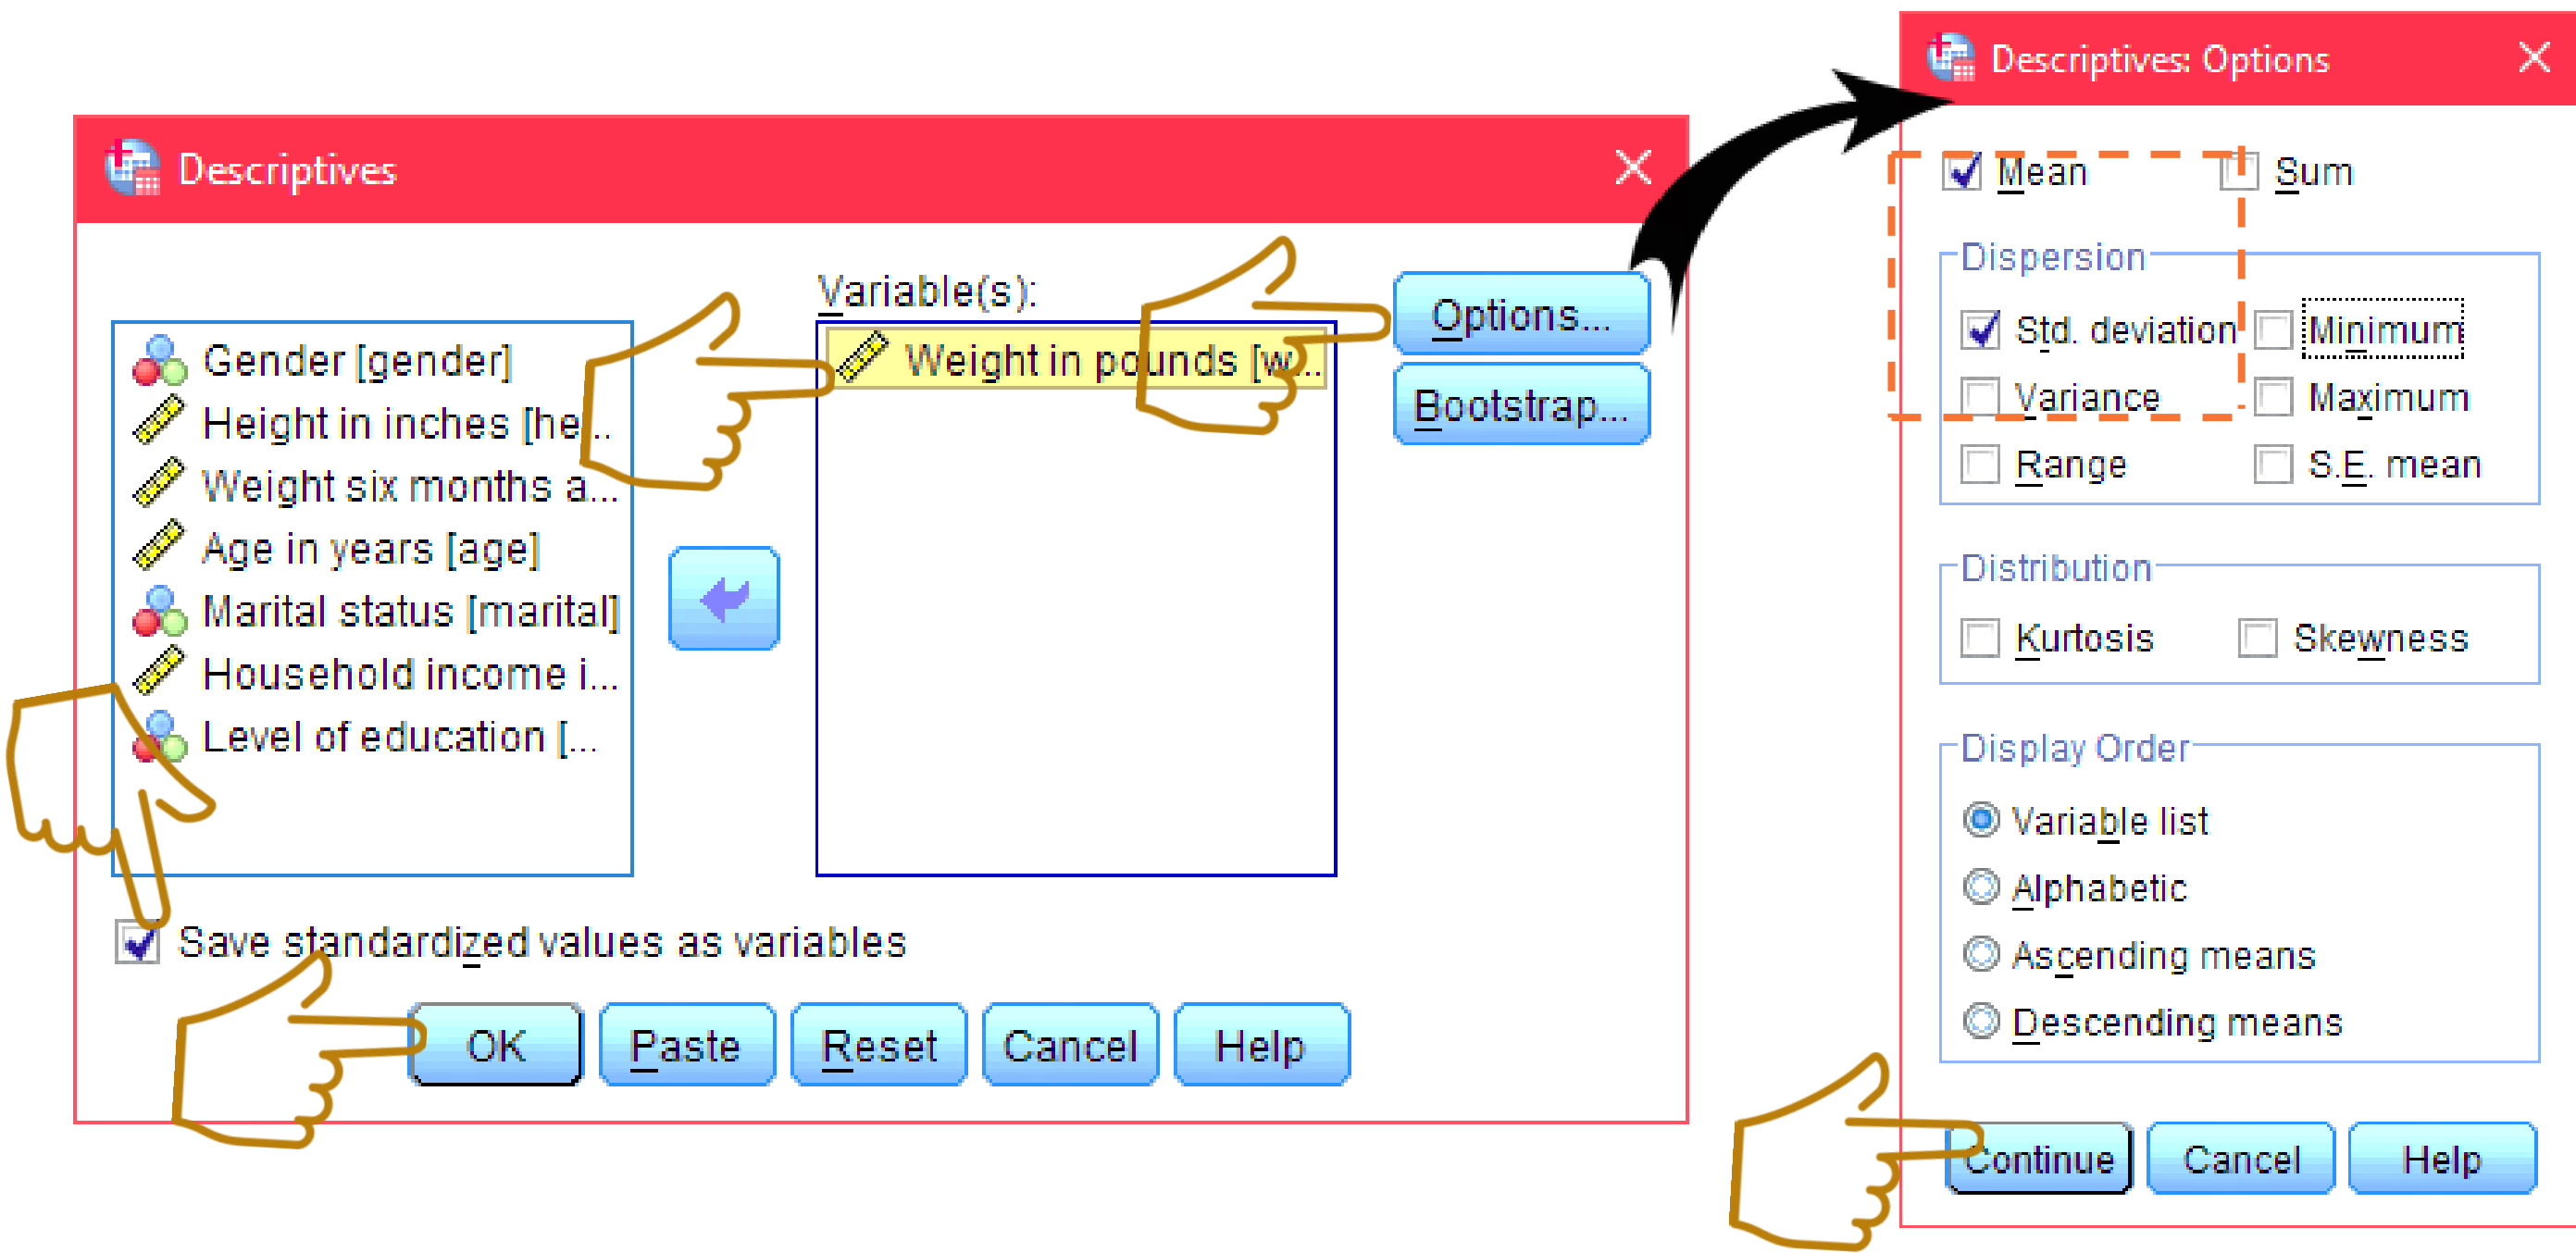 Descriptives
Variable(s):
Gender [gender]
Height in inches [he...
Weight six months a...
Age in years [age]
Marital status [marital]
Household income i...
Level of education [...
Weight in pounds [w...
Options...
Bootstrap...
Save standardized values as variables
OK
Paste
Reset
Cancel
Help
Descriptives: Options
Mean
Sum
Dispersion
Std. deviation
Minimum
Variance
Maximum
Range
S.E. mean
Distribution
Kurtosis
Skewness
Display Order
Variable list
Alphabetic
Ascending means
Descending means
Continue
Cancel
Help